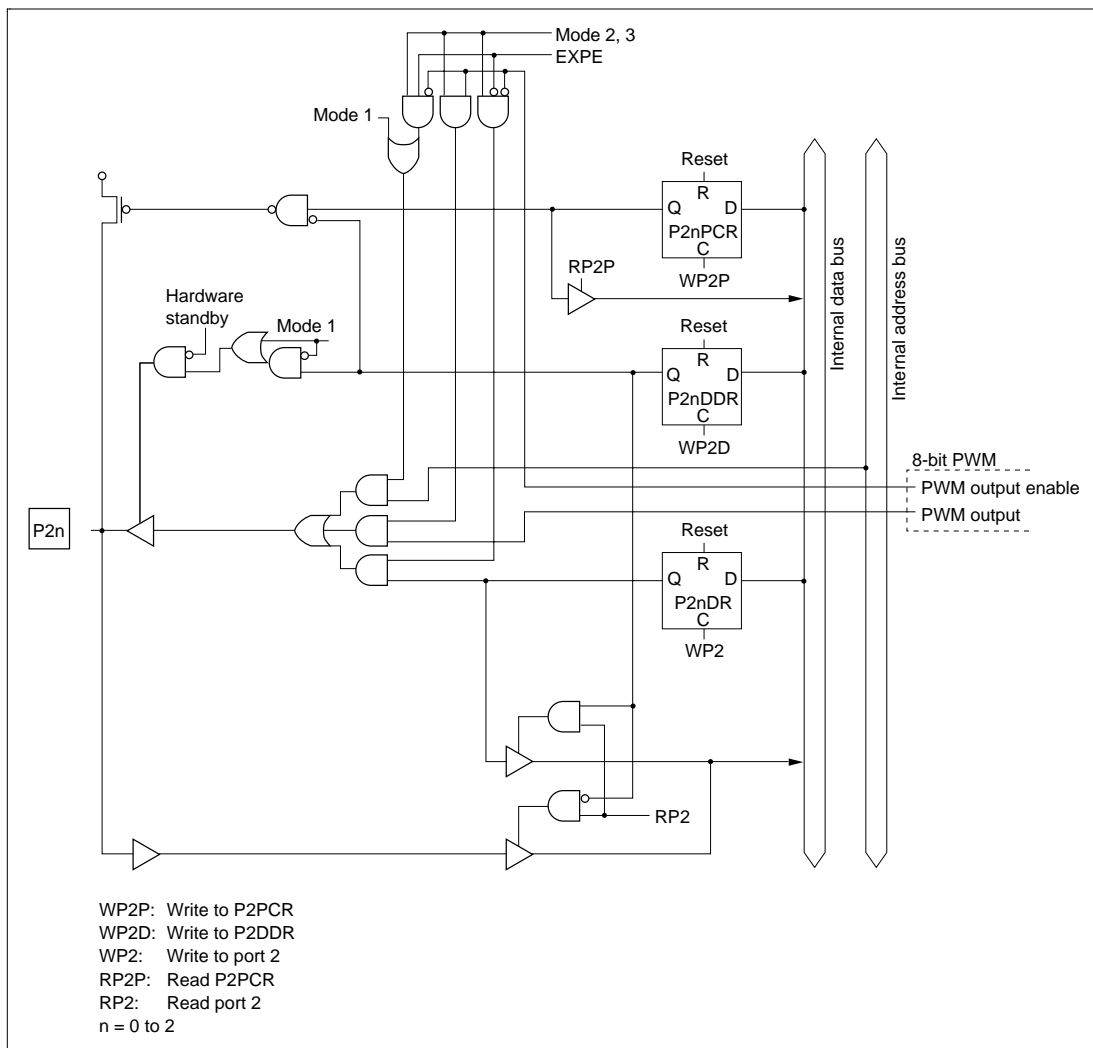 Mode 2, 3
EXPE
Mode 1
Reset
R
Q D
P2nPCR
C
WP2P
RP2P
Hardware
standby
Mode 1
Reset
R
Q D
P2nDDR
C
WP2D
Internal data bus
Internal address bus
8-bit PWM
PWM output enable
PWM output
P2n
Reset
R
Q D
P2nDR
C
WP2
RP2
WP2P: Write to P2PCR
WP2D: Write to P2DDR
WP2: Write to port 2
RP2P: Read P2PCR
RP2: Read port 2
n = 0 to 2